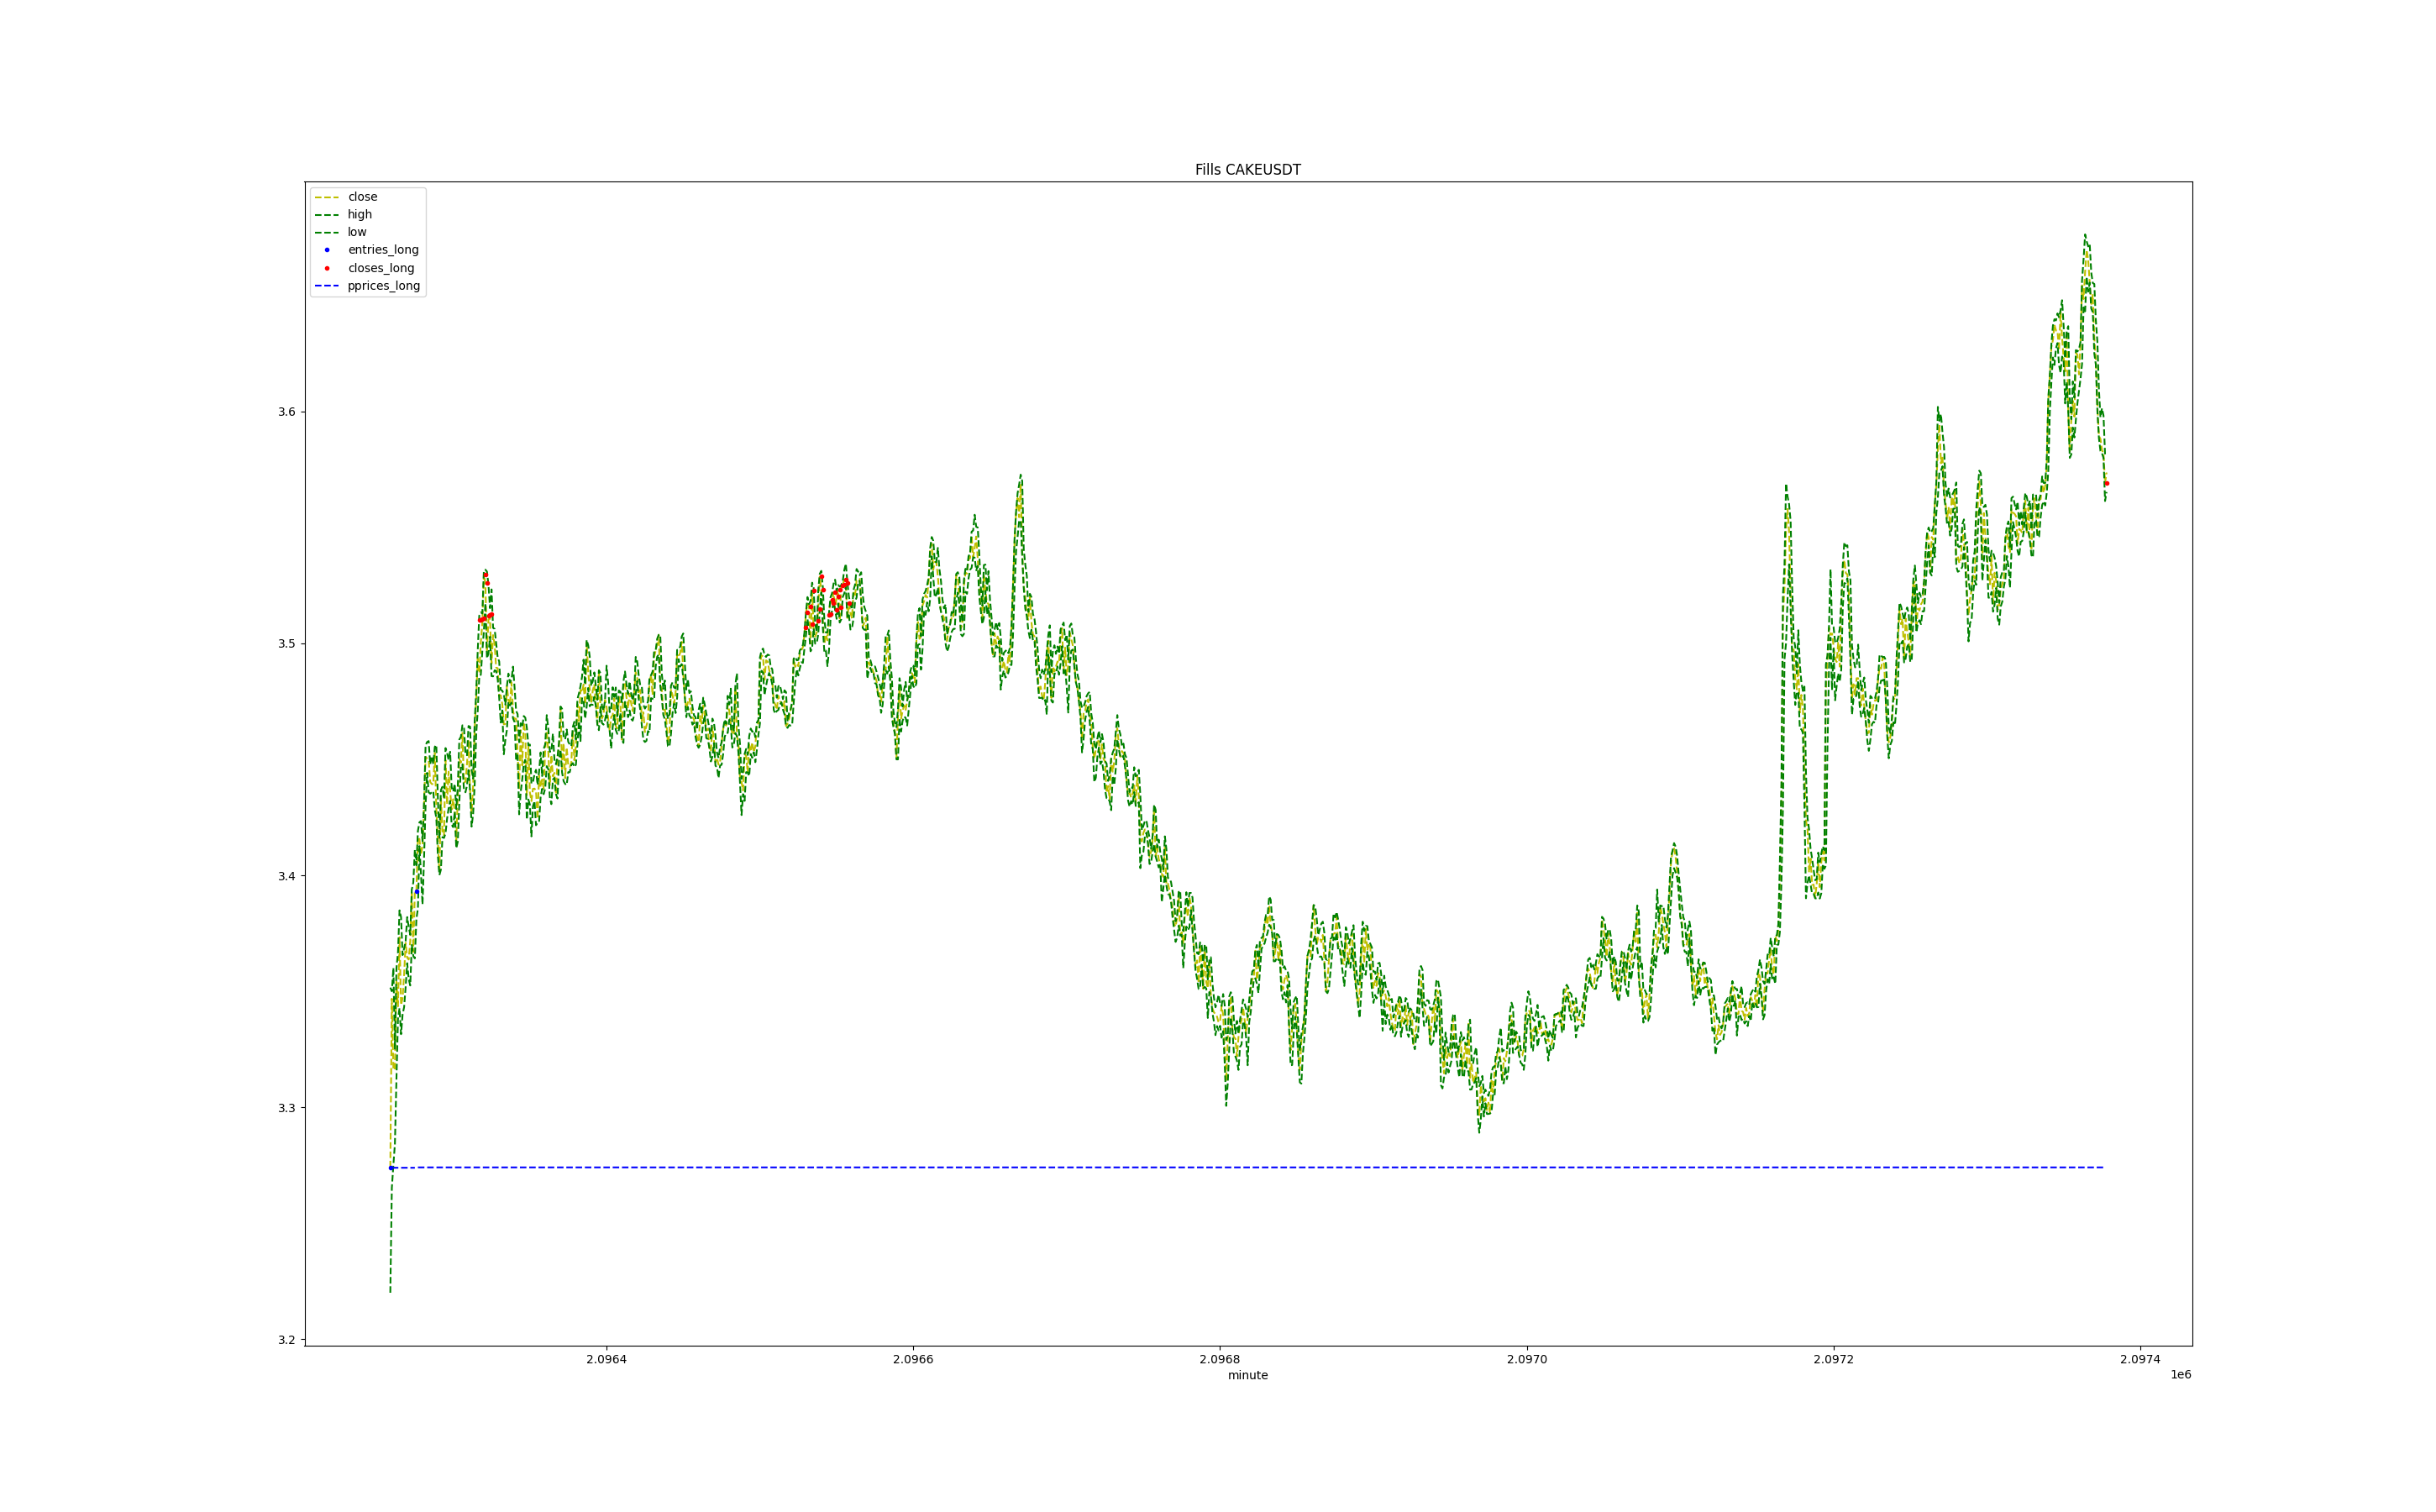 Fills CAKEUSDT
close
high
low
entries_long
closes_long
pprices_long
3.6
3.5
3.4
3.3
3.2
2.0964 2.0966 2.0968 2.0970 2.0972 2.0974
minute
1e6